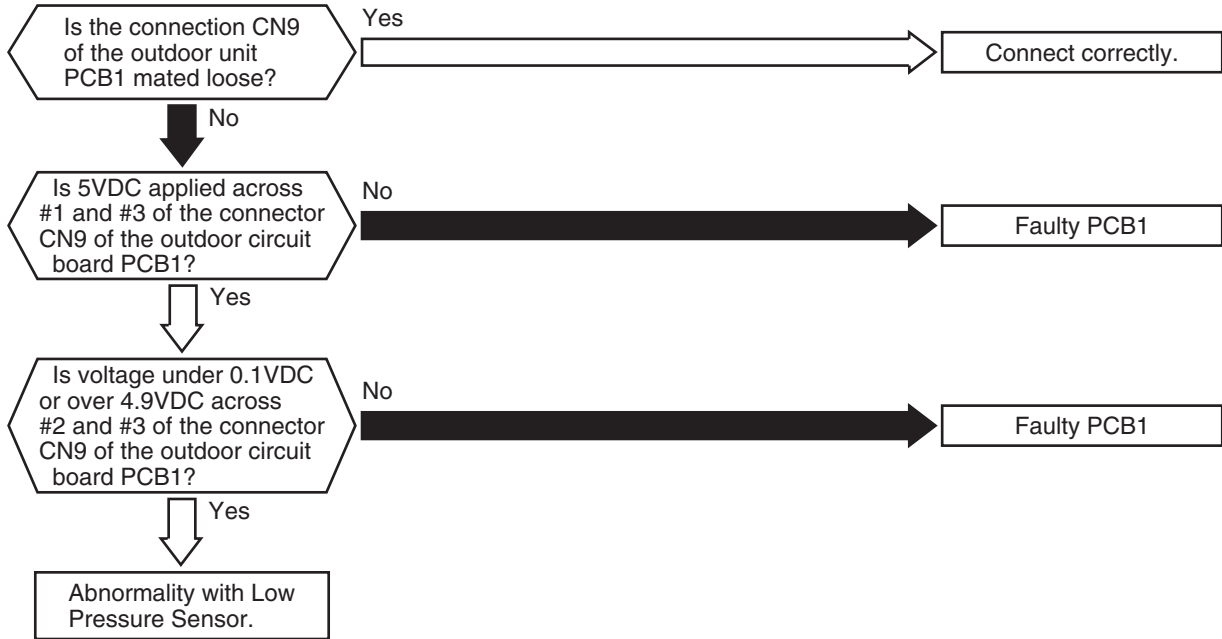 Is the connection CN9
of the outdoor unit
PCB1 mated loose?
Yes
Connect correctly.
No
Is 5VDC applied across
#1 and #3 of the connector
CN9 of the outdoor circuit
board PCB1?
No
Faulty PCB1
Yes
Is voltage under 0.1VDC
or over 4.9VDC across
#2 and #3 of the connector
CN9 of the outdoor circuit
board PCB1?
No
Faulty PCB1
Yes
Abnormality with Low
Pressure Sensor.